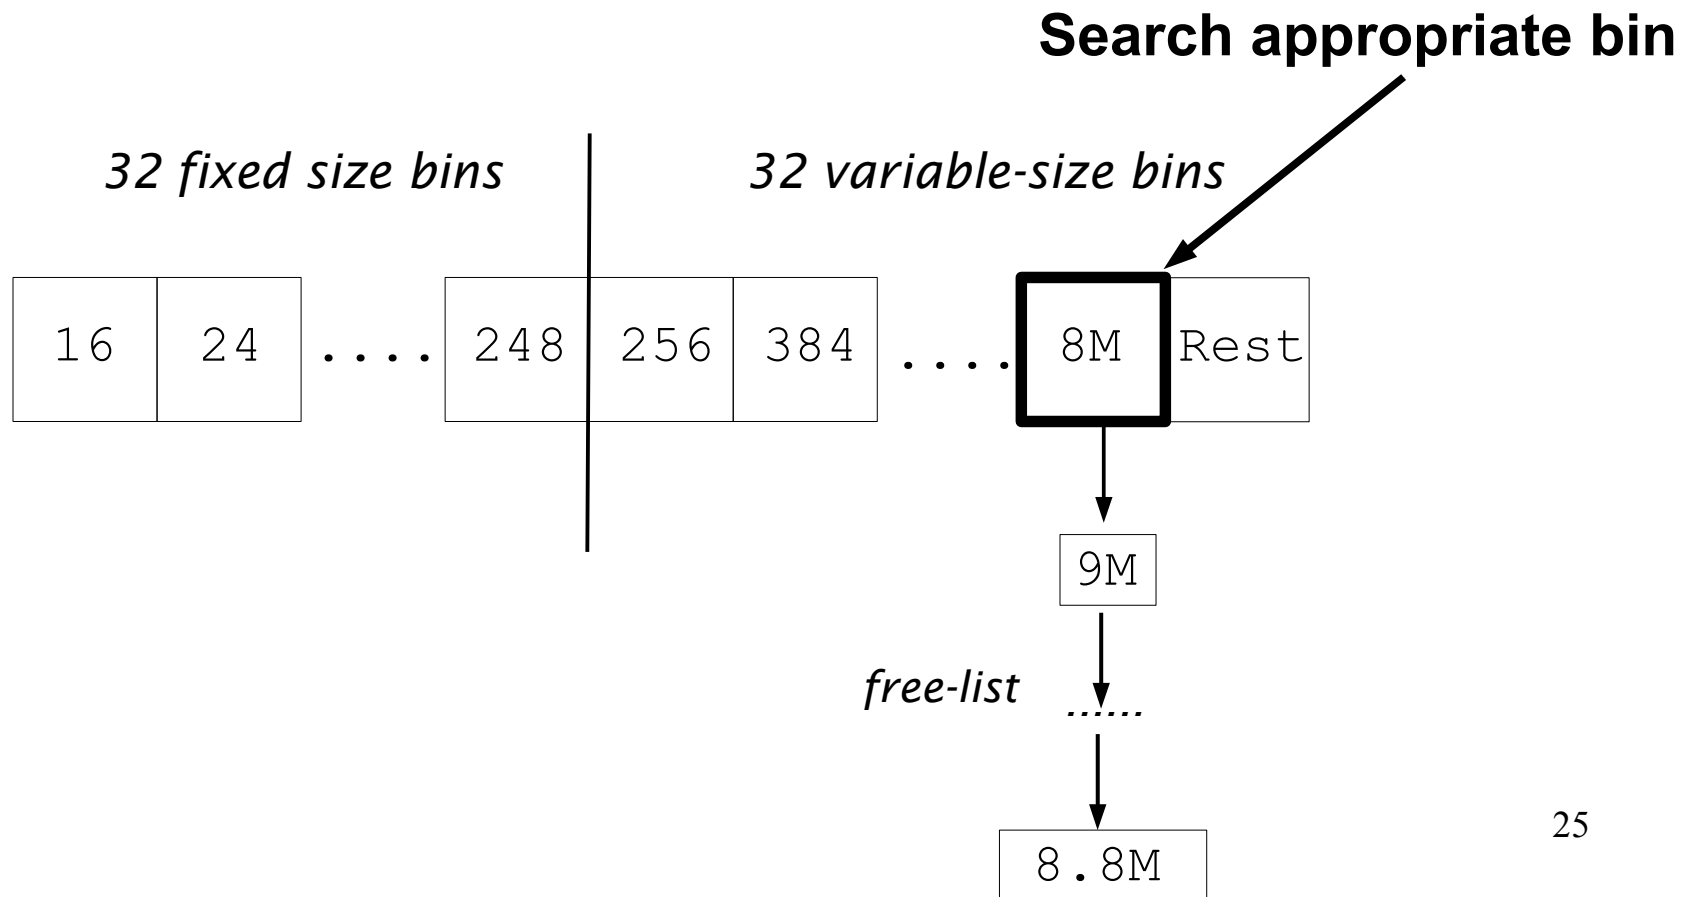 Search appropriate bin
32 fixed size bins
32 variable-size bins
16 24 .... 248 256 384 .... 8M Rest
9M
free-list
......
8.8M
25